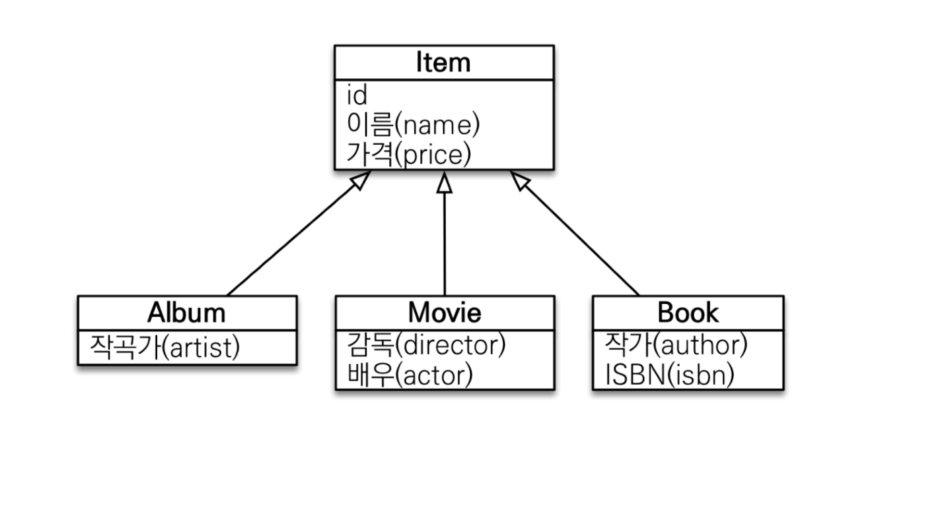 Item
id
이름(name)
가격(price)
Album
작곡가(artist)
Movie
감독(director)
배우(actor)
Book
작가(author)
ISBN(isbn)